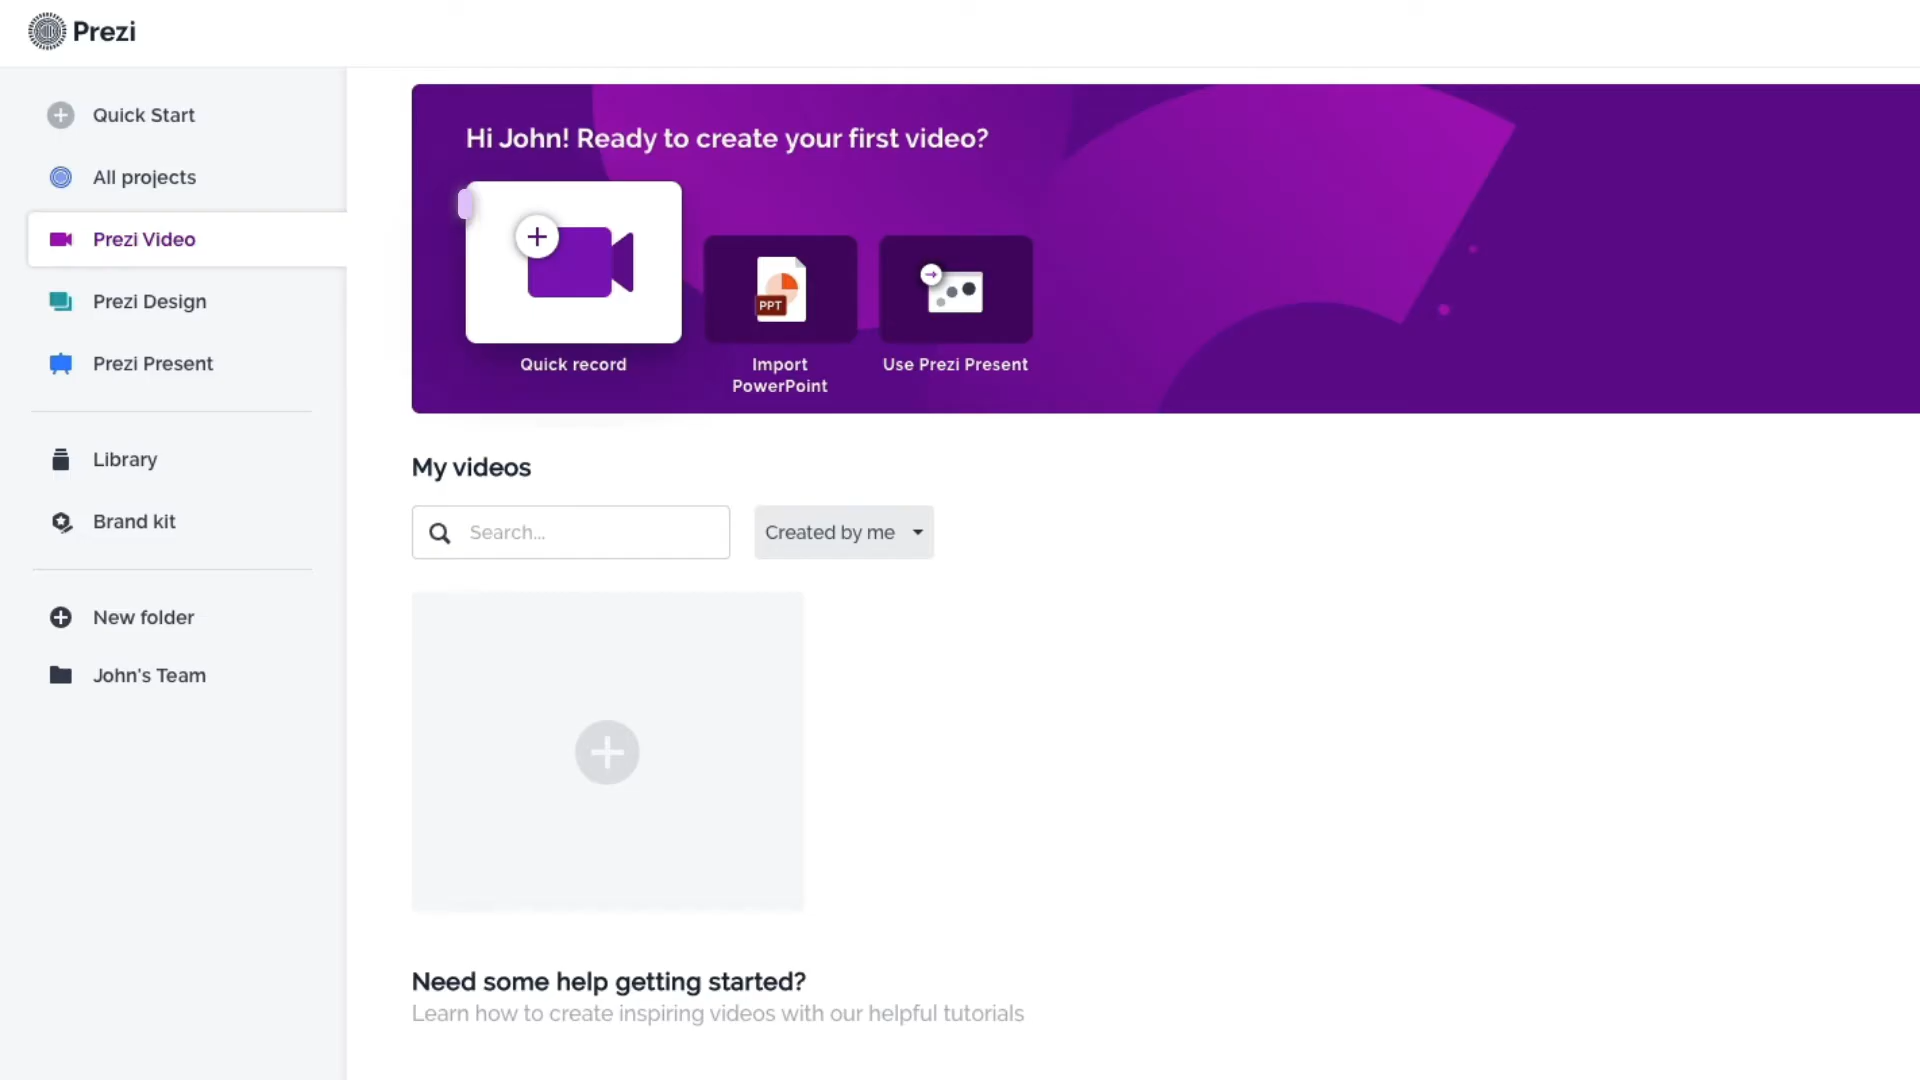 Prezi
Quick Start
All projects
Prezi Video
Prezi Design
Prezi Present
Library
Brand kit
New folder
John's Team
Hi John! Ready to create your first video?
PPT
Quick record
Import
PowerPoint
Use Prezi Present
My videos
Search...
Created by me
Need some help getting started?
Learn how to create inspiring videos with our helpful tutorials